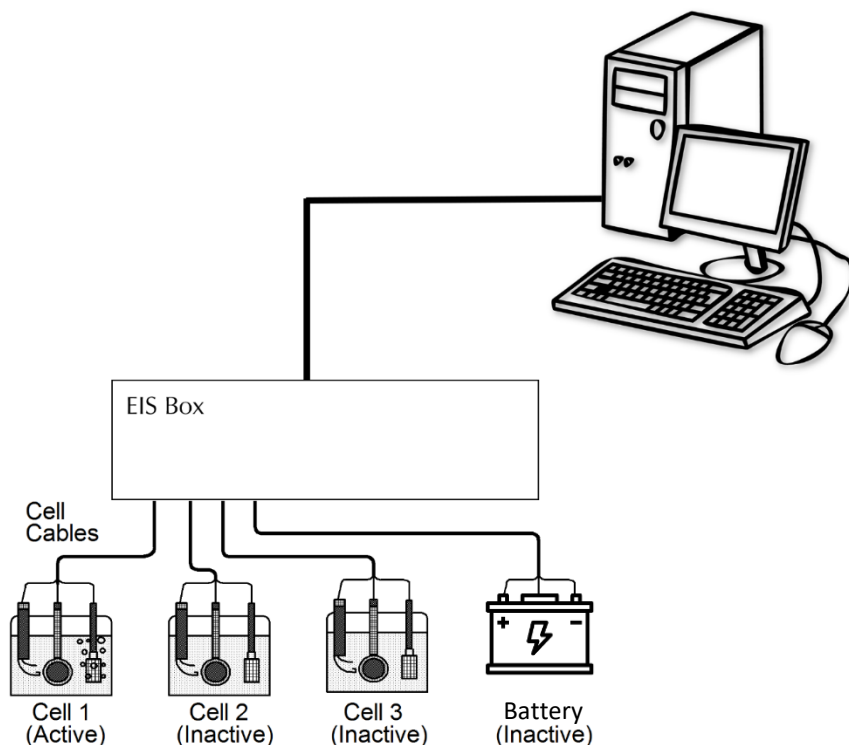 EIS Box
Cell
Cables
+ −
Cell 1
(Active)
Cell 2
(Inactive)
Cell 3
(Inactive)
Battery
(Inactive)